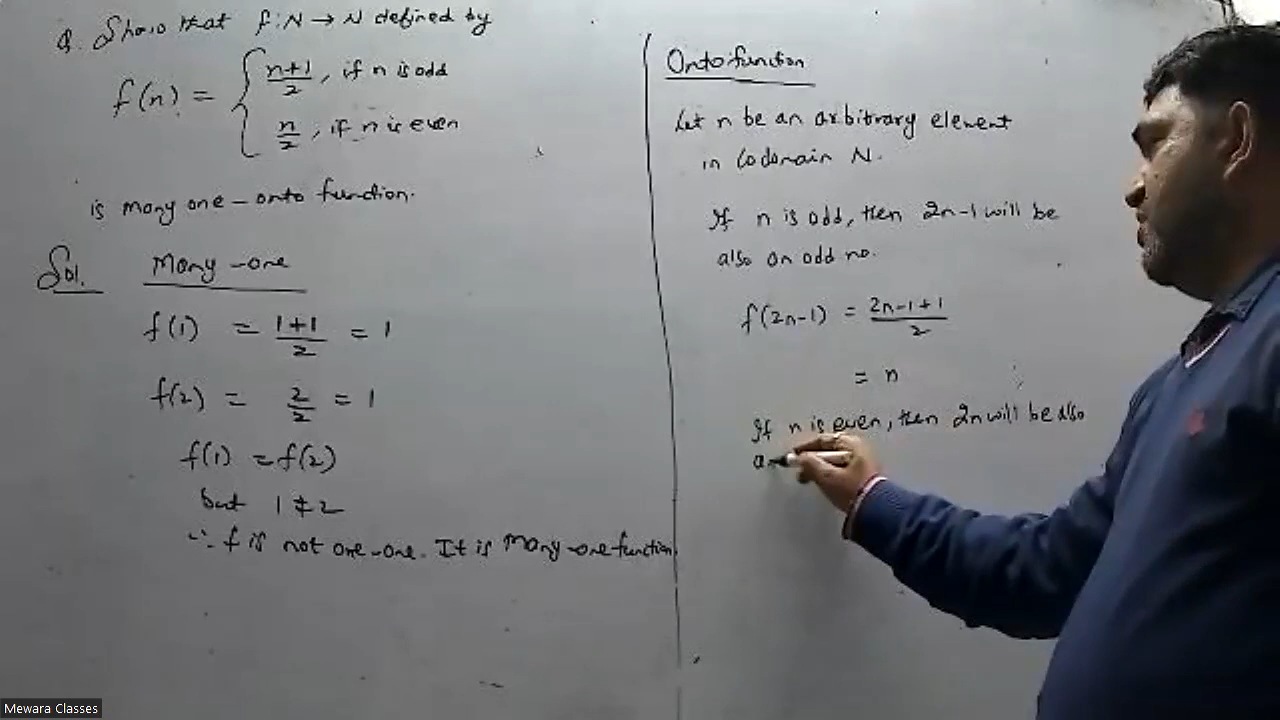 Q. Show that f: N → N defined by
f(n) = { n+1/2, if n is odd
n/2, if n is even
is many one - onto function.
Sol. Many-one
f(1) = 1+1/2 = 1
f(2) = 2/2 = 1
f(1) = f(2)
but 1 ≠ 2
∵ f is not one-one. It is Many-one function
Onto function
Let n be an arbitrary element
in Codomain N.
If n is odd, then 2n-1 will be
also an odd no.
f(2n-1) = 2n-1+1/2
= n
If n is even, then 2n will be also
an
Mewara Classes